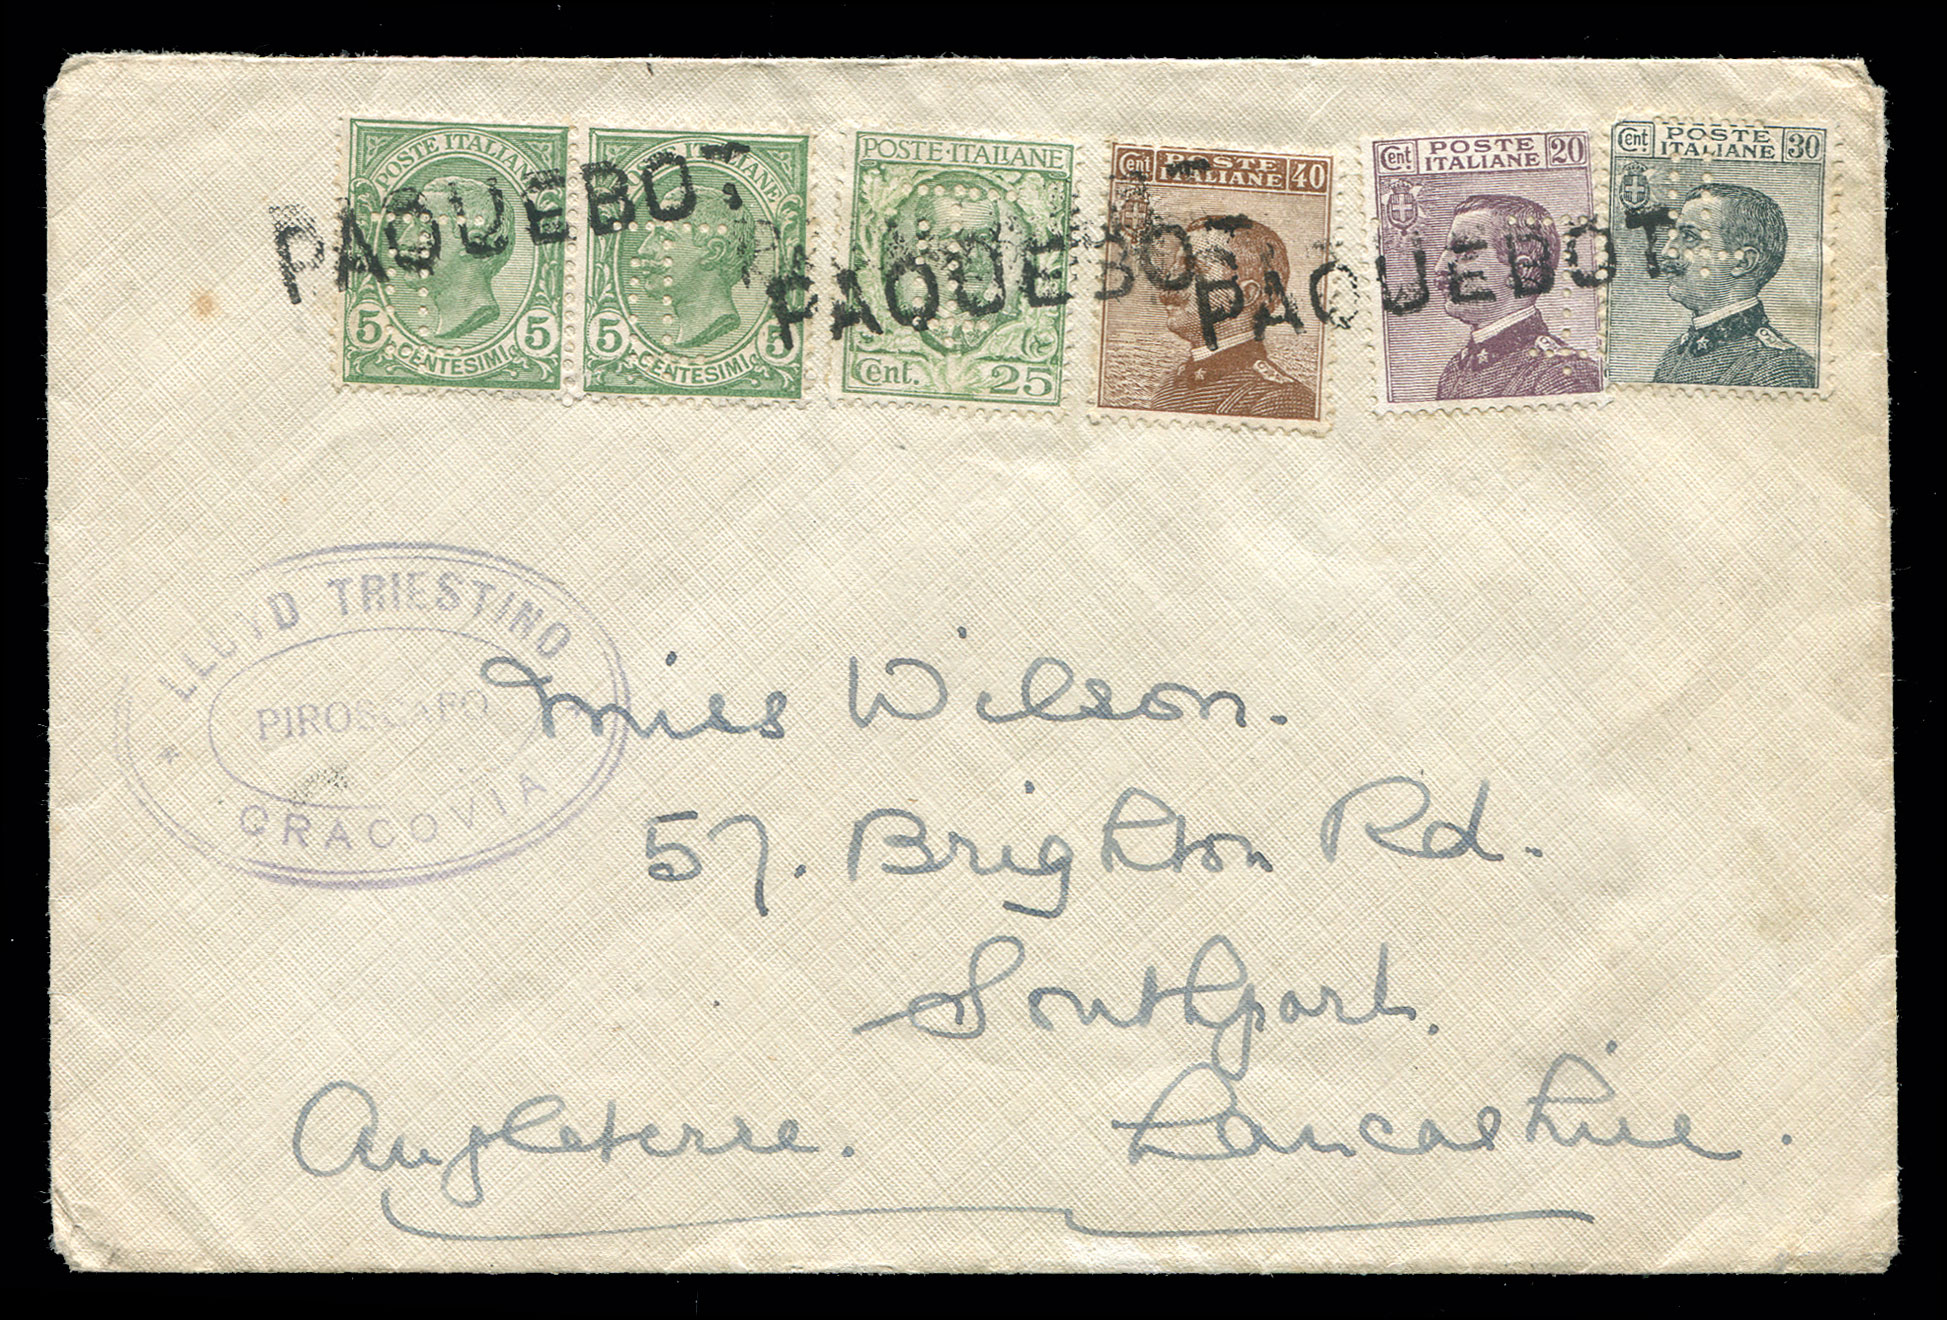 POSTE ITALIANE
5 CENTESIMI 5
POSTE ITALIANE
5 CENTESIMI 5
POSTE·ITALIANE
Cent. 25
Cent POSTE ITALIANE 40
Cent POSTE ITALIANE 20
Cent POSTE ITALIANE 30
PAQUEBOT
PAQUEBOT
PAQUEBOT
LLOYD TRIESTINO
PIROSCAFO
CRACOVIA
Miss Wilson.
57. Brighton Rd.
Southport.
Angleterre. Lancashire.